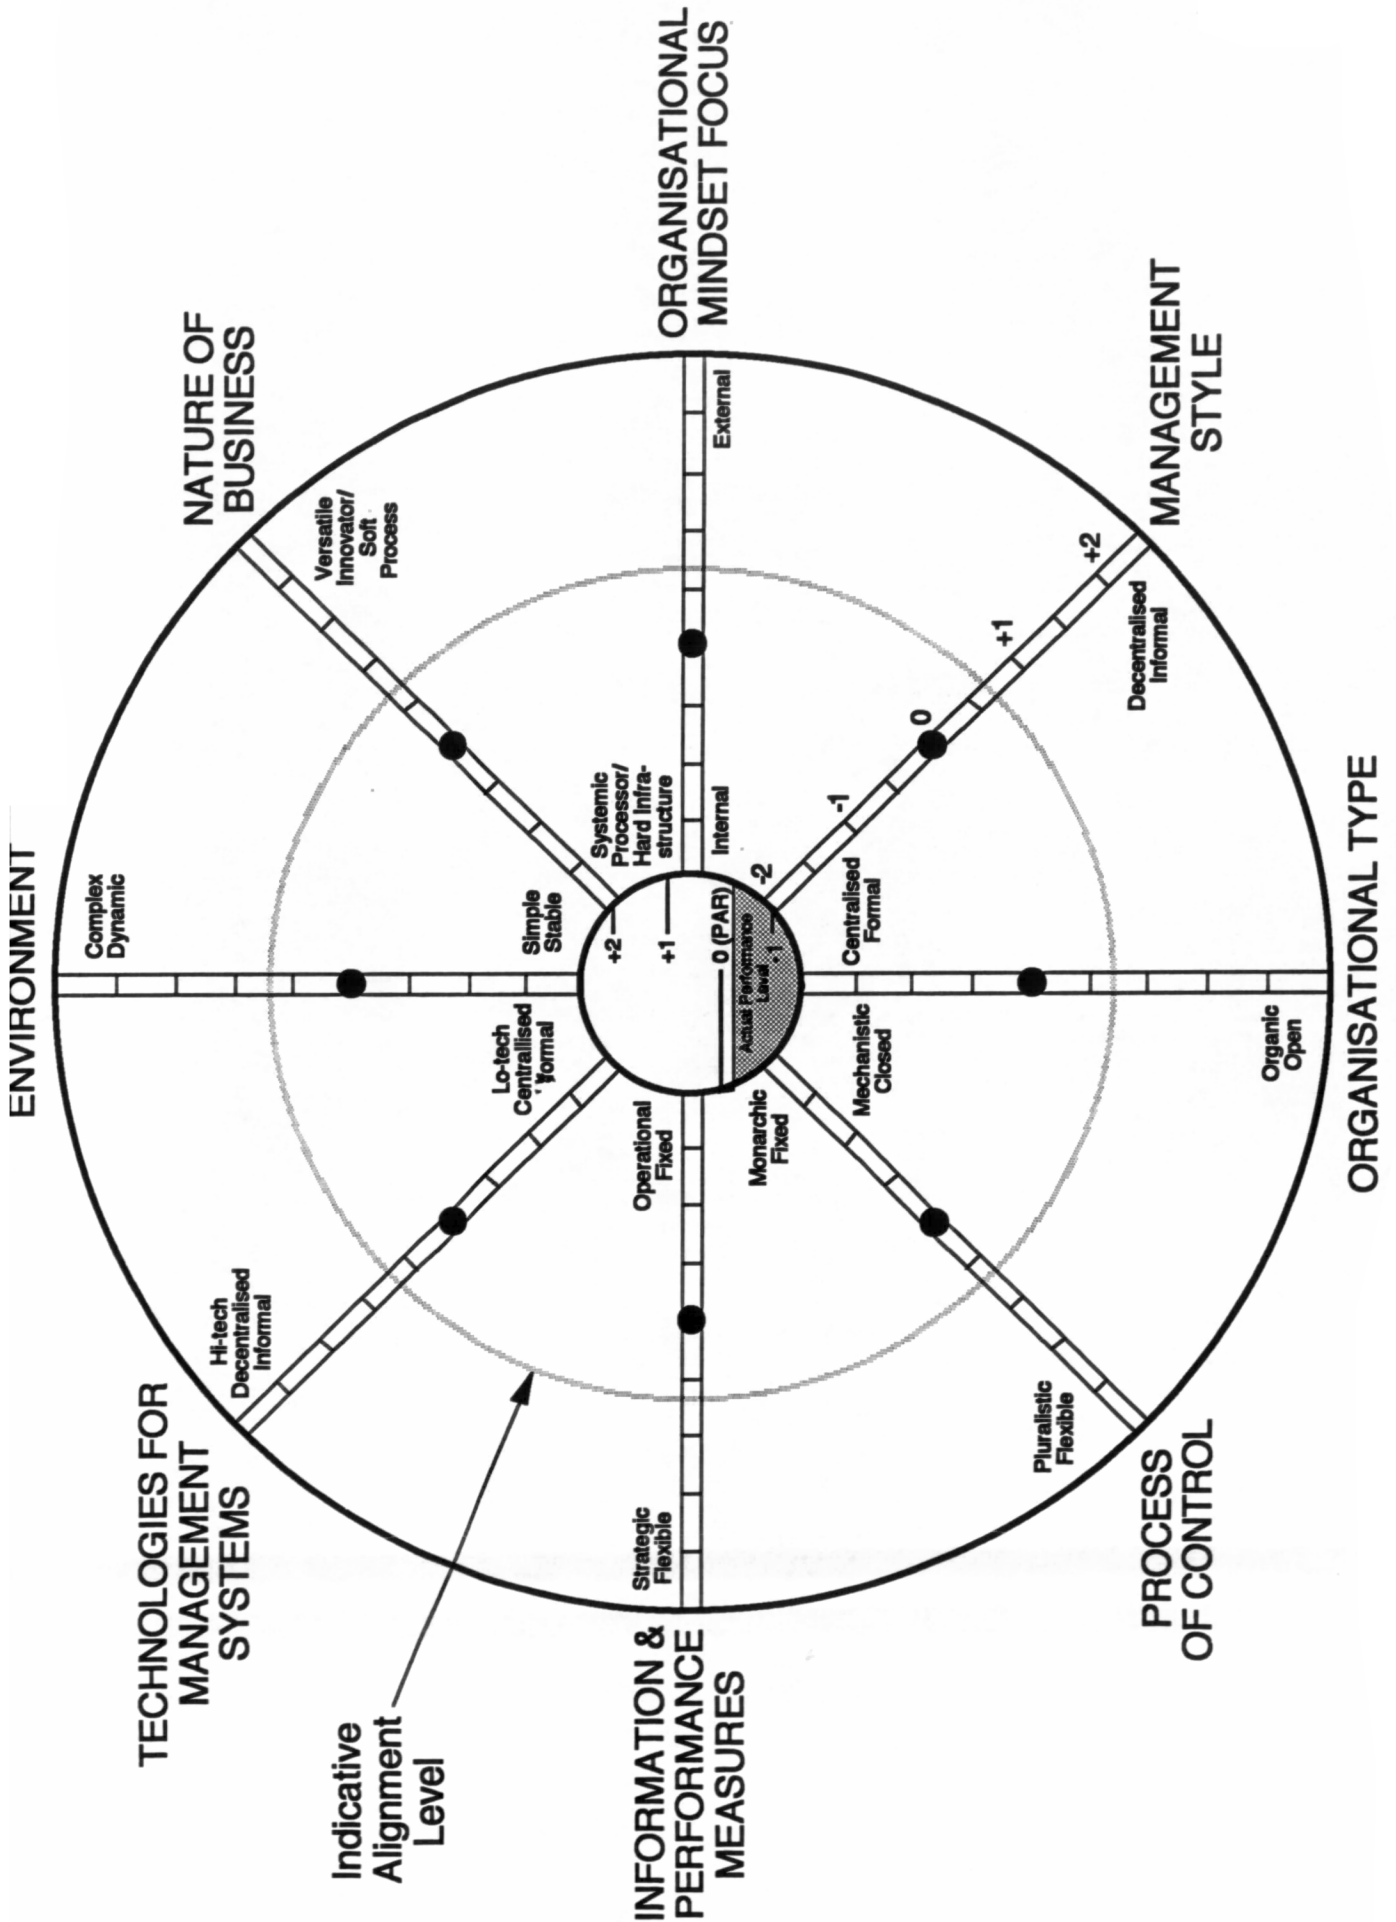 ENVIRONMENT
TECHNOLOGIES FOR
MANAGEMENT
SYSTEMS
NATURE OF
BUSINESS
Complex
Dynamic
Hi-tech
Decentralised
Informal
Versatile
Innovator/
Soft
Process
Indicative
Alignment
Level
Lo-tech
Centrallised
Simple
Stable
Systemic
Processor/
Hard Infra-
structure
INFORMATION &
PERFORMANCE
MEASURES
Strategic
Flexible
Operational
Fixed
+2
+1
0 (PAR)
Actual Performance
Level
-1
Internal
External
ORGANISATIONAL
MINDSET FOCUS
Monarchic
Fixed
-2
-1
0
+1
+2
Mechanistic
Closed
Centralised
Formal
Pluralistic
Flexible
Decentralised
Informal
PROCESS
OF CONTROL
MANAGEMENT
STYLE
Organic
Open
ORGANISATIONAL TYPE